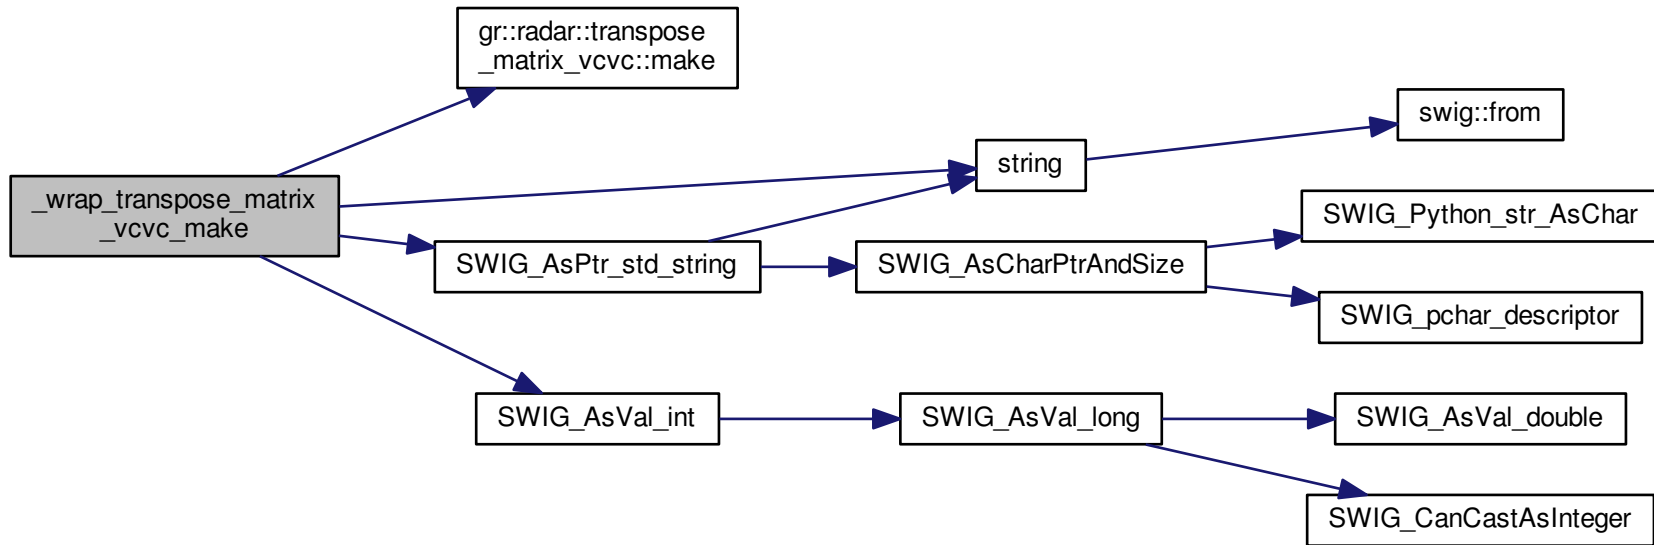 gr::radar::transpose
_matrix_vcvc::make
swig::from
string
_wrap_transpose_matrix
_vcvc_make
SWIG_Python_str_AsChar
SWIG_AsPtr_std_string
SWIG_AsCharPtrAndSize
SWIG_pchar_descriptor
SWIG_AsVal_int
SWIG_AsVal_long
SWIG_AsVal_double
SWIG_CanCastAsInteger